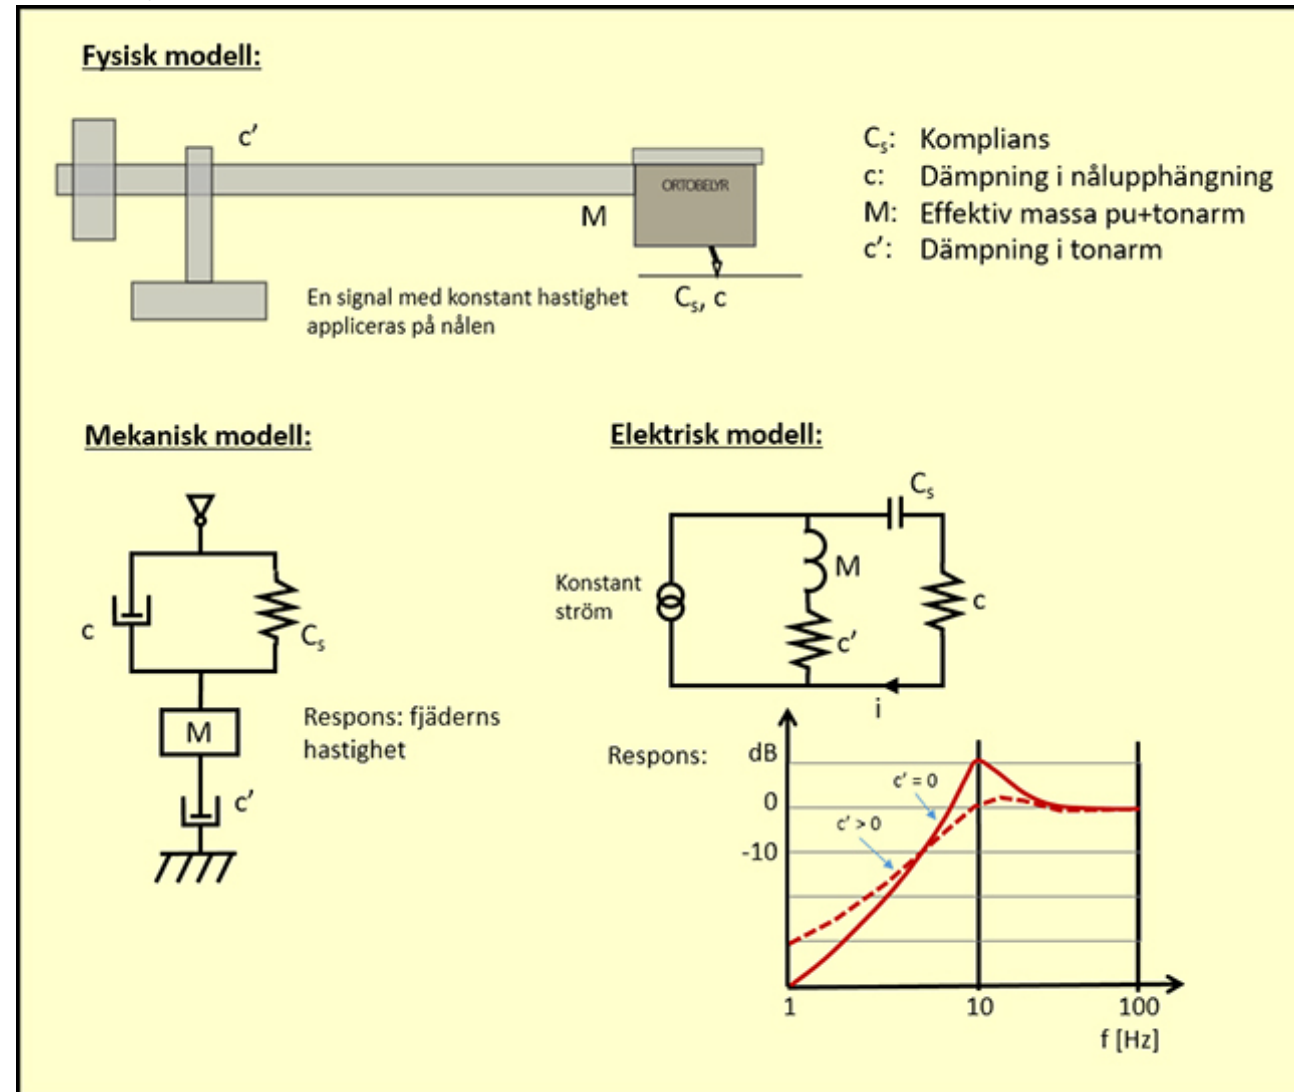 Fysisk modell:
c'
ORTOBELYR
M
En signal med konstant hastighet
appliceras på nålen
Cs, c
Cs: Komplians
c: Dämpning i nålupphängning
M: Effektiv massa pu+tonarm
c': Dämpning i tonarm
Mekanisk modell:
c
Cs
M
c'
Respons: fjäderns
hastighet
Elektrisk modell:
Cs
Konstant
ström
M
c
c'
i
Respons:
dB
0
-10
c' = 0
c' > 0
1
10
100
f [Hz]